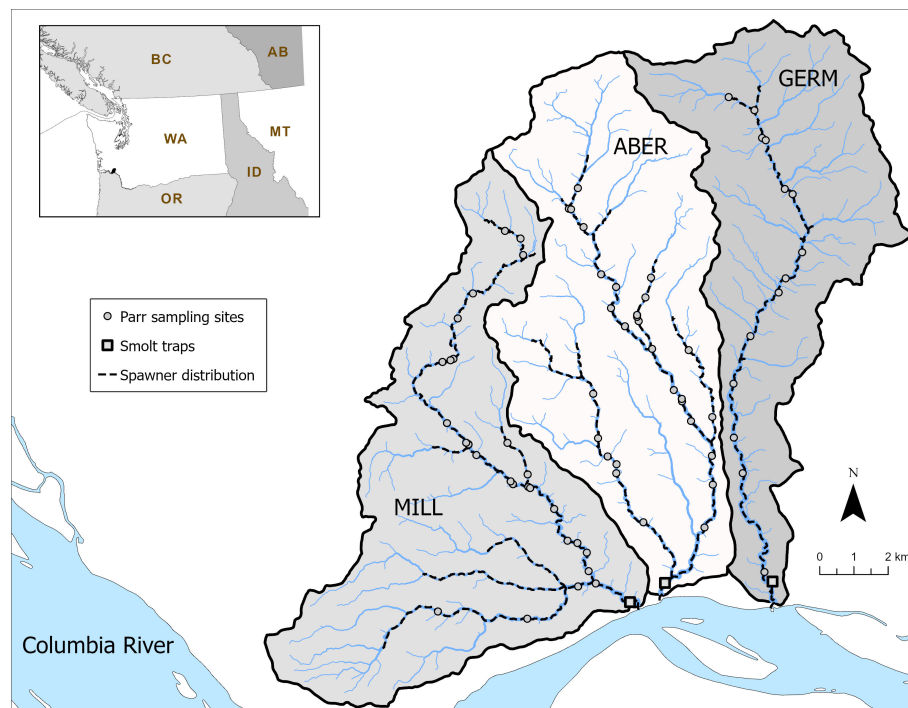 BC
AB
WA
MT
ID
OR
GERM
ABER
MILL
Parr sampling sites
Smolt traps
Spawner distribution
N
0 1 2 km
Columbia River